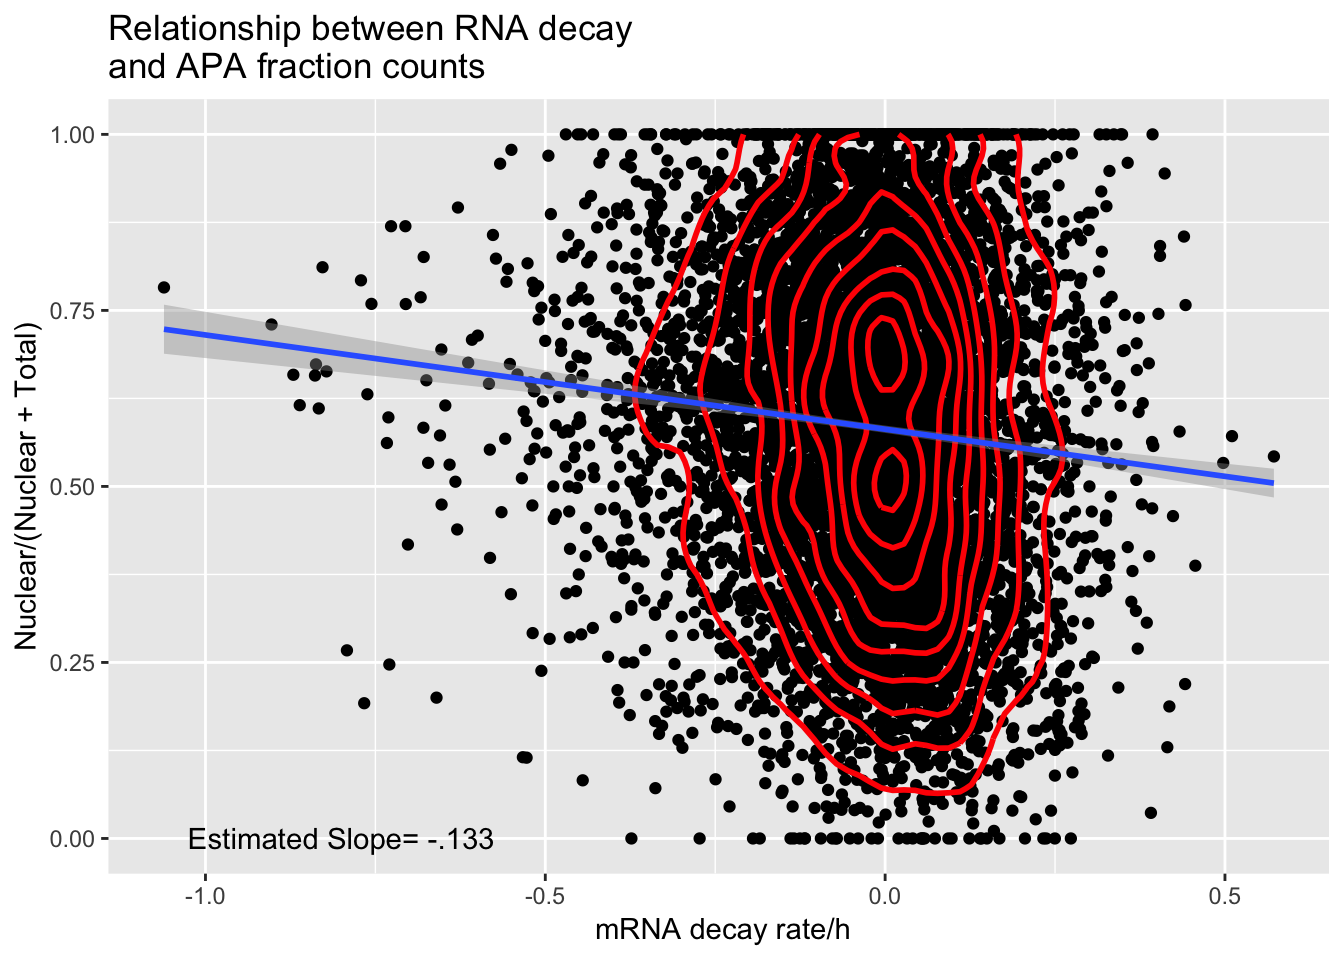 Relationship between RNA decay
and APA fraction counts
Nuclear/(Nuclear + Total)
1.00
0.75
0.50
0.25
0.00
Estimated Slope= -.133
-1.0
-0.5
0.0
0.5
mRNA decay rate/h